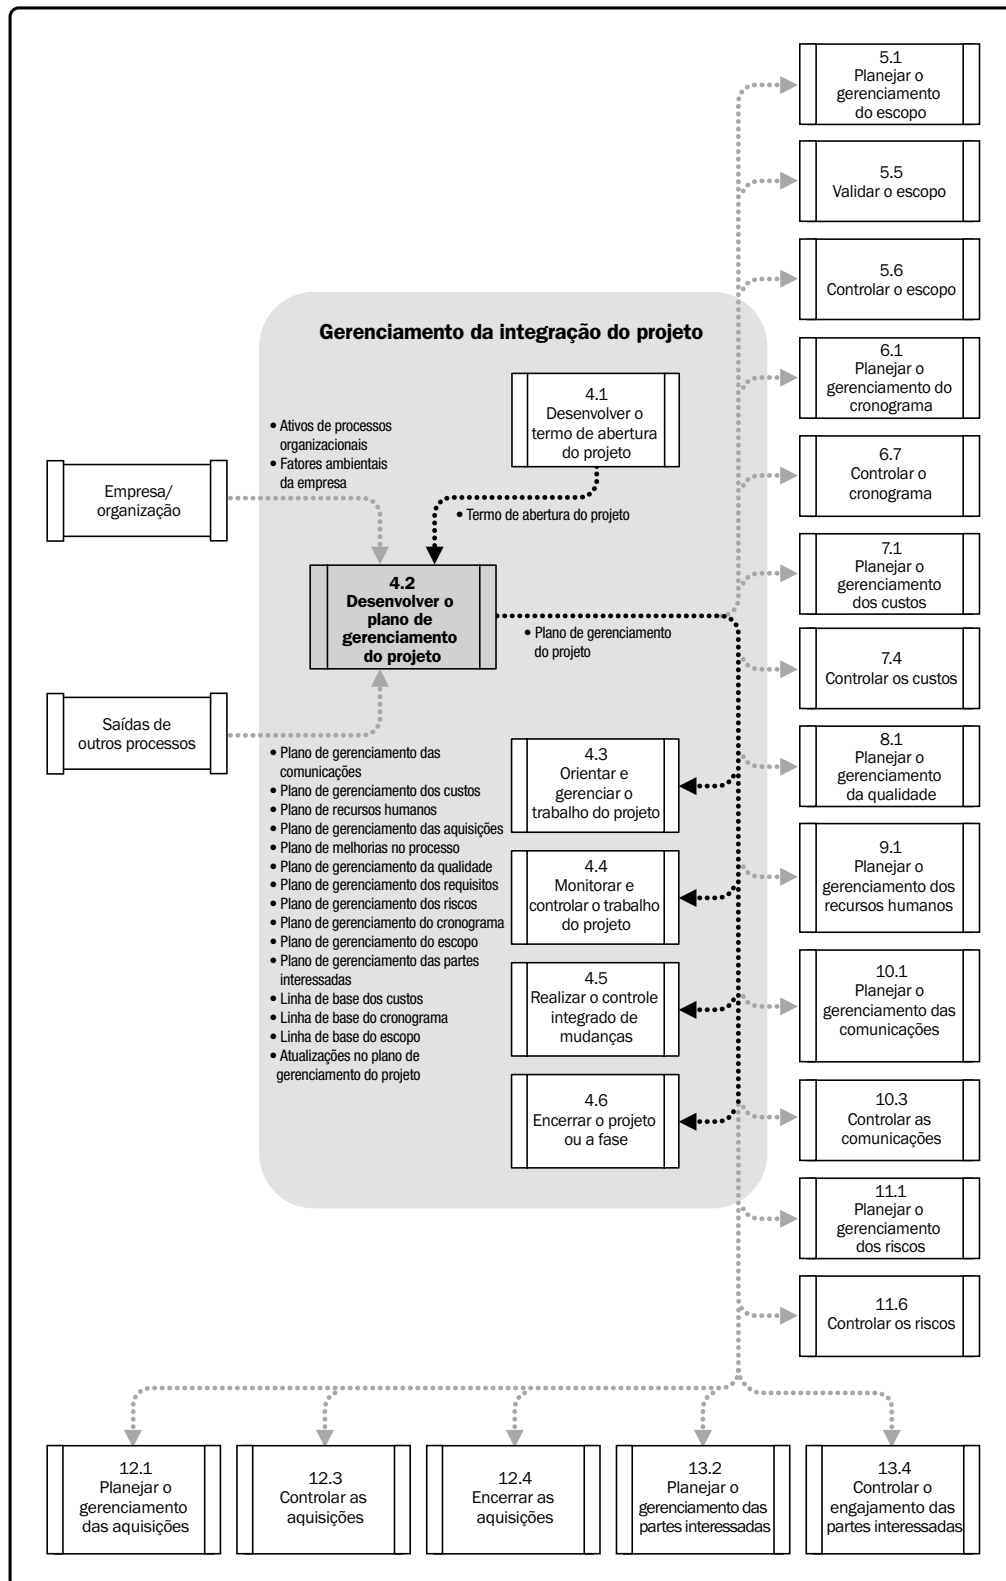 5.1
Planejar o
gerenciamento
do escopo
5.5
Validar o escopo
5.6
Controlar o escopo
Gerenciamento da integração do projeto
6.1
Planejar o
gerenciamento do
cronograma
4.1
Desenvolver o
termo de abertura
do projeto
• Ativos de processos
organizacionais
• Fatores ambientais
da empresa
6.7
Controlar o
cronograma
Empresa/
organização
• Termo de abertura do projeto
7.1
Planejar o
gerenciamento
dos custos
4.2
Desenvolver o
plano de
gerenciamento
do projeto
• Plano de gerenciamento
do projeto
7.4
Controlar os custos
Saídas de
outros processos
8.1
Planejar o
gerenciamento
da qualidade
• Plano de gerenciamento das
comunicações
• Plano de gerenciamento dos custos
• Plano de recursos humanos
• Plano de gerenciamento das aquisições
• Plano de melhorias no processo
• Plano de gerenciamento da qualidade
• Plano de gerenciamento dos requisitos
• Plano de gerenciamento dos riscos
• Plano de gerenciamento do cronograma
• Plano de gerenciamento do escopo
• Plano de gerenciamento das partes
interessadas
• Linha de base dos custos
• Linha de base do cronograma
• Linha de base do escopo
• Atualizações no plano de
gerenciamento do projeto
4.3
Orientar e
gerenciar o
trabalho do projeto
4.4
Monitorar e
controlar o trabalho
do projeto
4.5
Realizar o controle
integrado de
mudanças
4.6
Encerrar o projeto
ou a fase
9.1
Planejar o
gerenciamento dos
recursos humanos
10.1
Planejar o
gerenciamento das
comunicações
10.3
Controlar as
comunicações
11.1
Planejar o
gerenciamento
dos riscos
11.6
Controlar os riscos
12.1
Planejar o
gerenciamento
das aquisições
12.3
Controlar as
aquisições
12.4
Encerrar as
aquisições
13.2
Planejar o
gerenciamento das
partes interessadas
13.4
Controlar o
engajamento das
partes interessadas